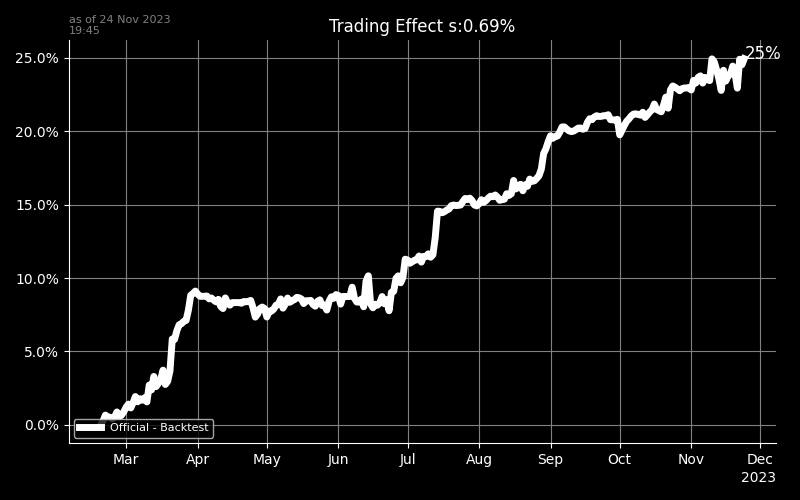 as of 24 Nov 2023
19:45
Trading Effect s:0.69%
25%
25.0%
20.0%
15.0%
10.0%
5.0%
0.0%
Official - Backtest
Mar Apr May Jun Jul Aug Sep Oct Nov Dec
2023